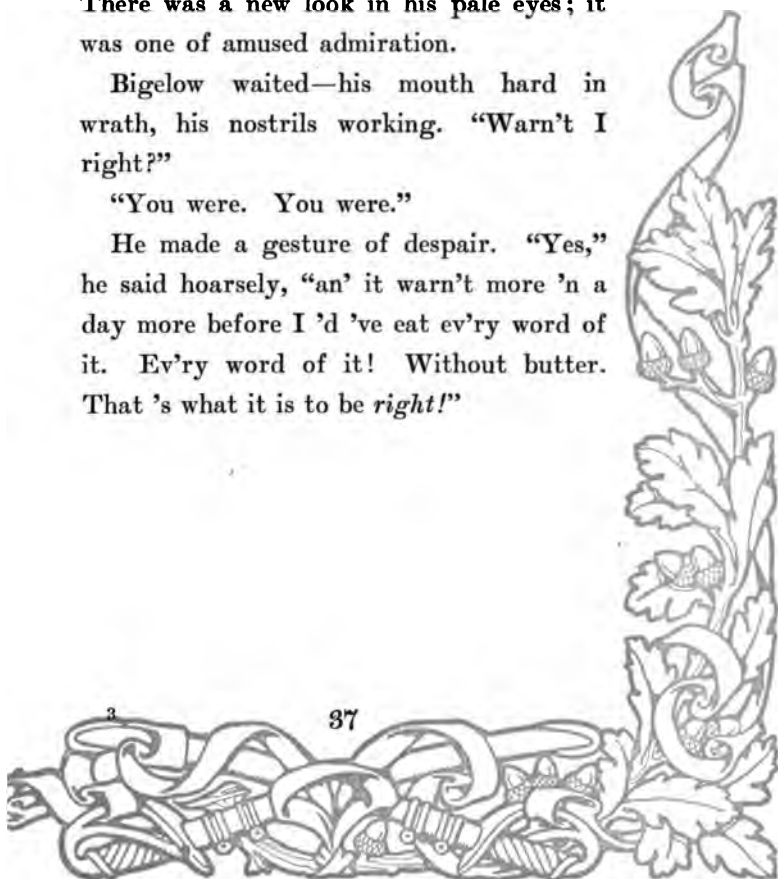 There was a new look in his pale eyes; it
was one of amused admiration.
Bigelow waited—his mouth hard in
wrath, his nostrils working. “Warn’t I
right?”
“You were. You were.”
He made a gesture of despair. “Yes,”
he said hoarsely, “an’ it warn’t more ’n a
day more before I ’d ’ve eat ev’ry word of
it. Ev’ry word of it! Without butter.
That ’s what it is to be right!”
3
37